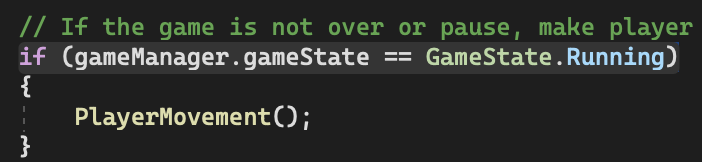 // If the game is not over or pause, make player
if (gameManager.gameState == GameState.Running)
{
PlayerMovement();
}